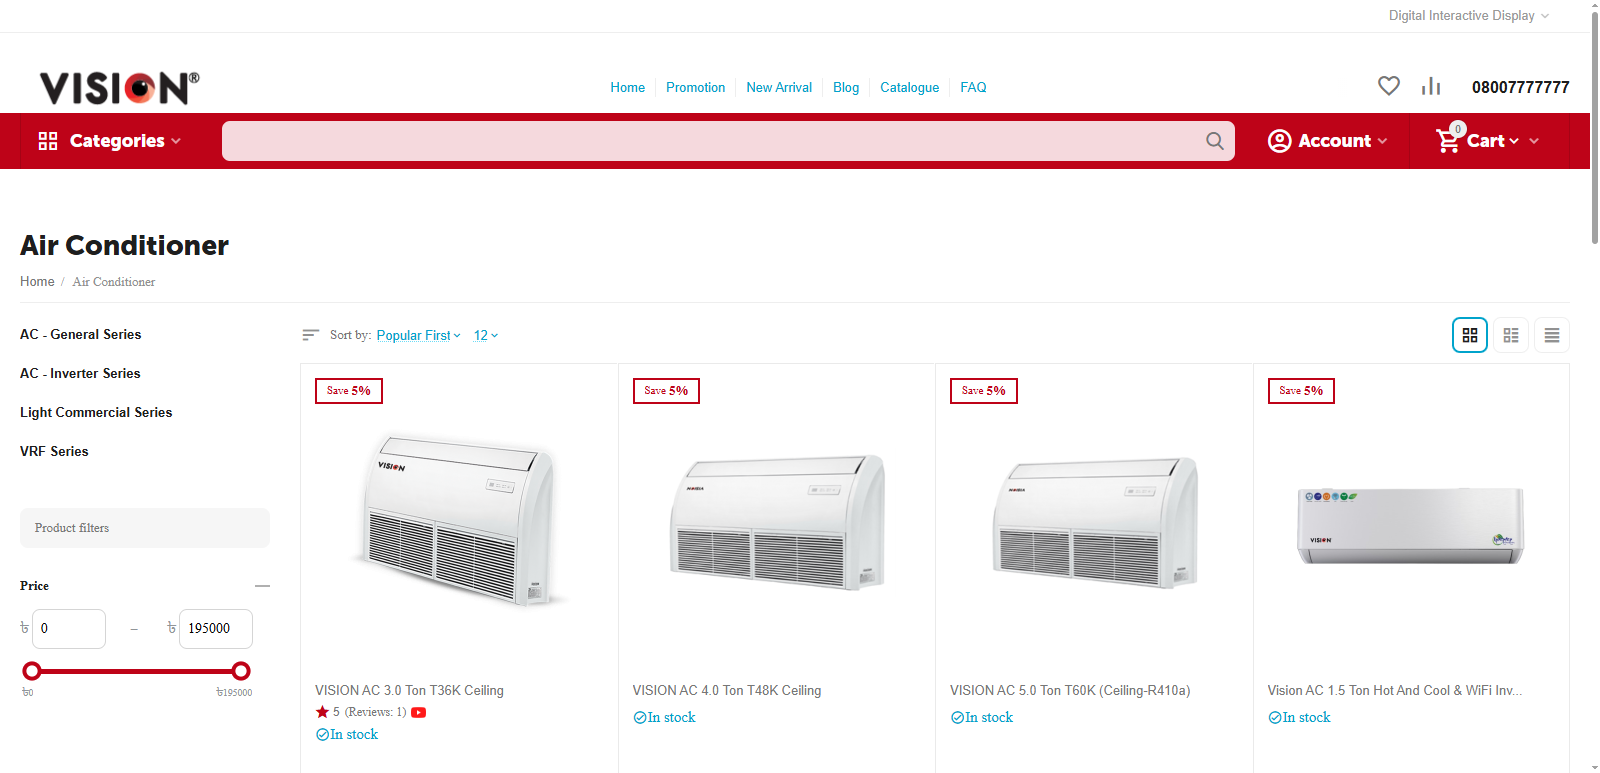 Digital Interactive Display
VISION®
Home Promotion New Arrival Blog Catalogue FAQ
08007777777
Categories
Account
0
Cart
Air Conditioner
Home / Air Conditioner
AC - General Series
AC - Inverter Series
Light Commercial Series
VRF Series
Product filters
Price
৳ 0 – ৳ 195000
৳0 ৳195000
Sort by: Popular First 12
Save 5%
Save 5%
Save 5%
Save 5%
VISION
VISION
VISION AC 3.0 Ton T36K Ceiling
5 (Reviews: 1)
In stock
VISION AC 4.0 Ton T48K Ceiling
In stock
VISION AC 5.0 Ton T60K (Ceiling-R410a)
In stock
Vision AC 1.5 Ton Hot And Cool & WiFi Inv...
In stock